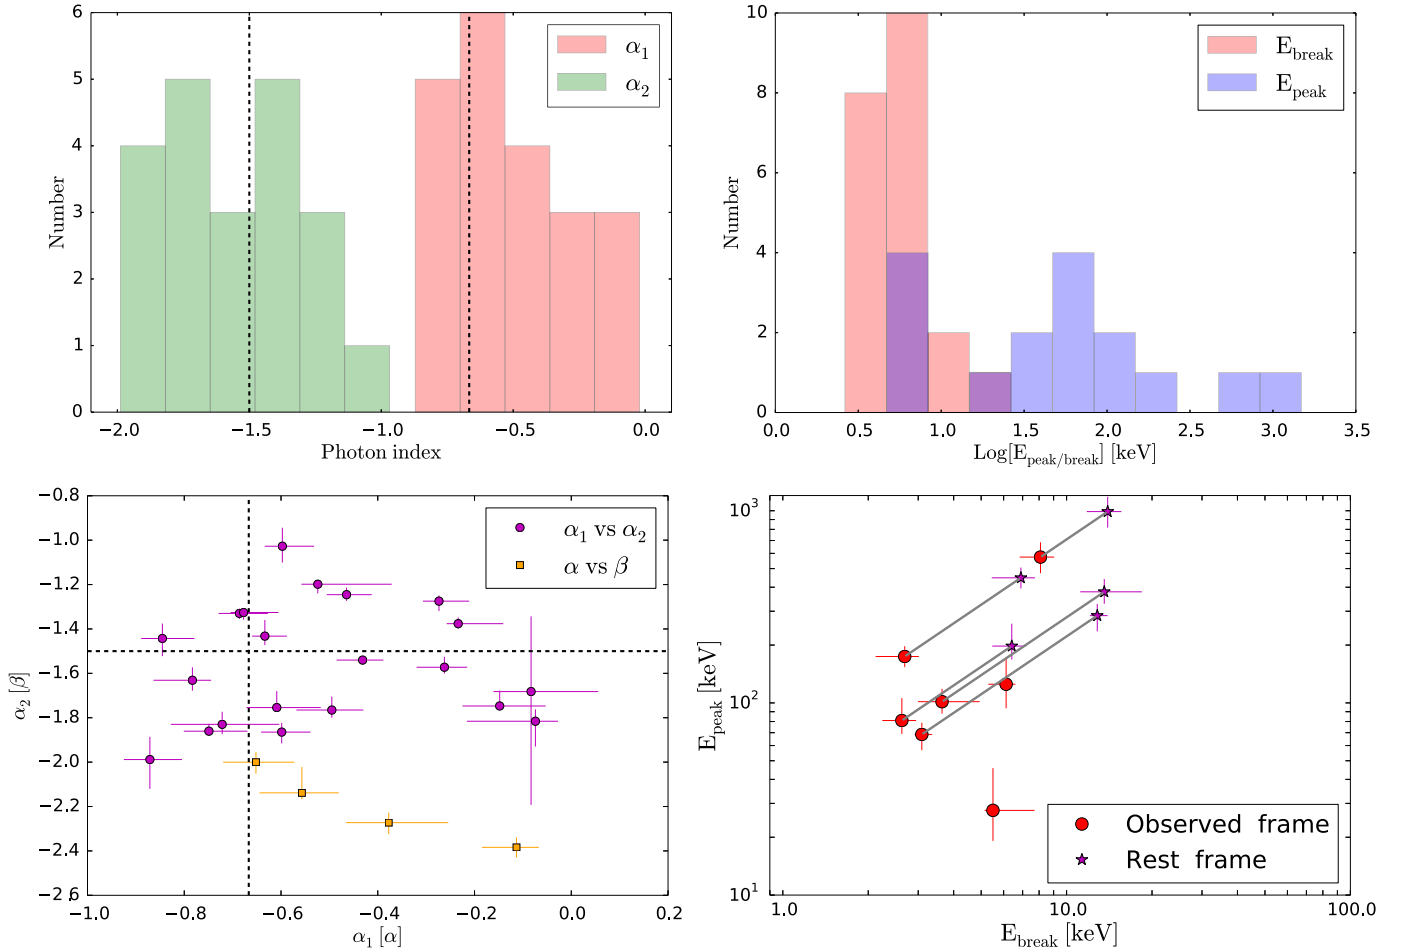 6
5
4
3
2
1
0
−2.0 −1.5 −1.0 −0.5 0.0
Number
Photon index
α₁
α₂
10
8
6
4
2
0
0.0 0.5 1.0 1.5 2.0 2.5 3.0 3.5
Number
Log[E_peak/break] [keV]
E_break
E_peak
−0.8
−1.0
−1.2
−1.4
−1.6
−1.8
−2.0
−2.2
−2.4
−2.6
−1.0 −0.8 −0.6 −0.4 −0.2 0.0 0.2
α₂ [β]
α₁ [α]
α₁ vs α₂
α vs β
10³
10²
10¹
1.0 10.0 100.0
E_peak [keV]
E_break [keV]
Observed frame
Rest frame